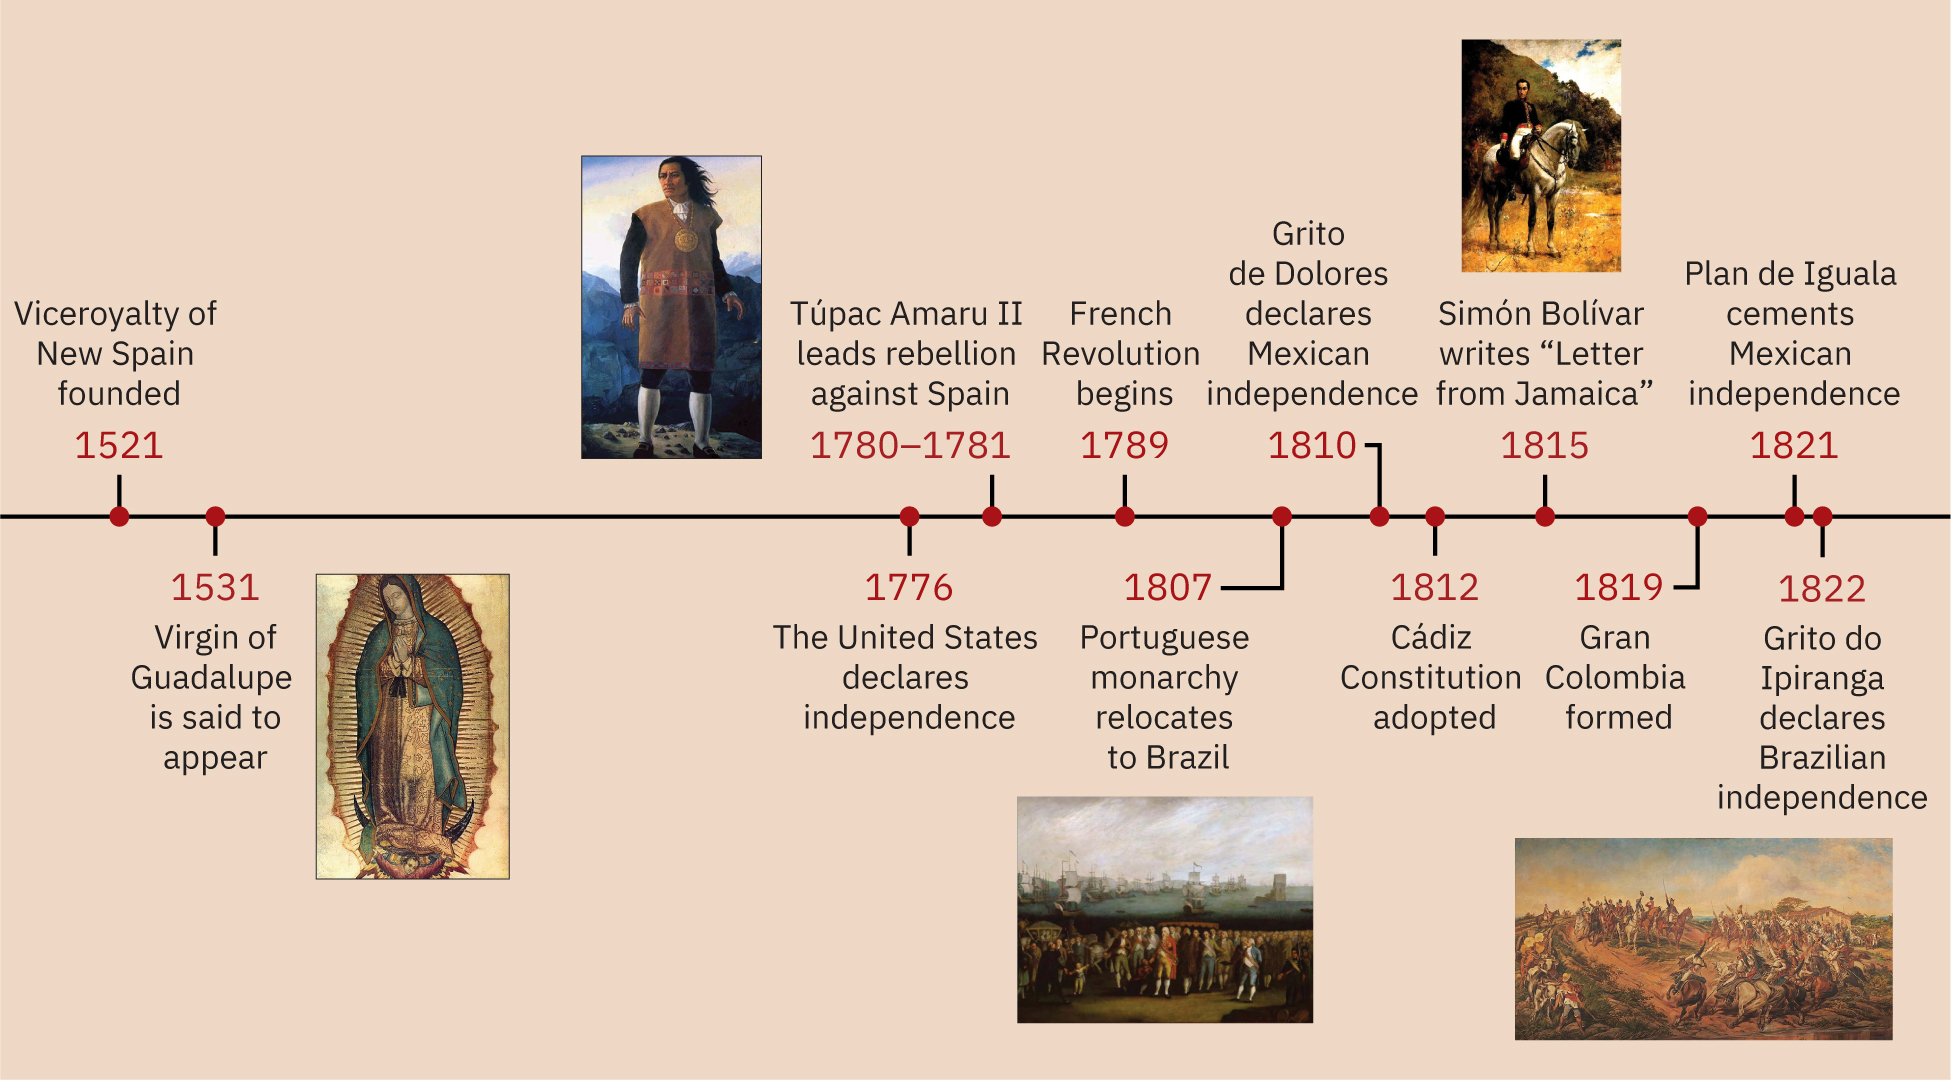 Viceroyalty of
New Spain
founded
1521
1531
Virgin of
Guadalupe
is said to
appear
1776
The United States
declares
independence
Túpac Amaru II
leads rebellion
against Spain
1780–1781
French
Revolution
begins
1789
1807
Portuguese
monarchy
relocates
to Brazil
Grito
de Dolores
declares
Mexican
independence
1810
1812
Cádiz
Constitution
adopted
Simón Bolívar
writes “Letter
from Jamaica”
1815
1819
Gran
Colombia
formed
Plan de Iguala
cements
Mexican
independence
1821
1822
Grito do
Ipiranga
declares
Brazilian
independence